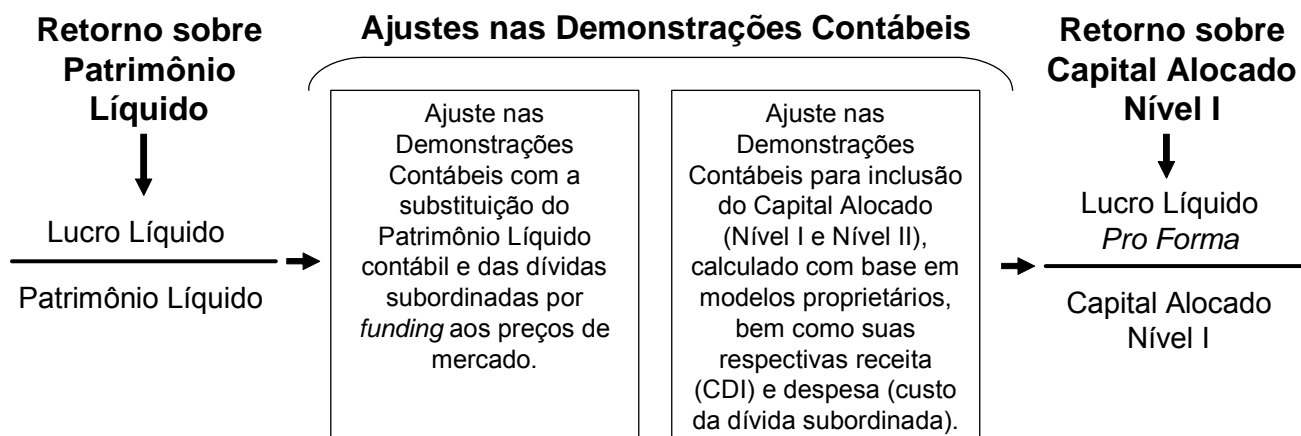 Retorno sobre
Patrimônio
Líquido
Lucro Líquido
Patrimônio Líquido
Ajustes nas Demonstrações Contábeis
Ajuste nas
Demonstrações
Contábeis com a
substituição do
Patrimônio Líquido
contábil e das dívidas
subordinadas por
funding aos preços de
mercado.
Ajuste nas
Demonstrações
Contábeis para inclusão
do Capital Alocado
(Nível I e Nível II),
calculado com base em
modelos proprietários,
bem como suas
respectivas receita
(CDI) e despesa (custo
da dívida subordinada).
Retorno sobre
Capital Alocado
Nível I
Lucro Líquido
Pro Forma
Capital Alocado
Nível I